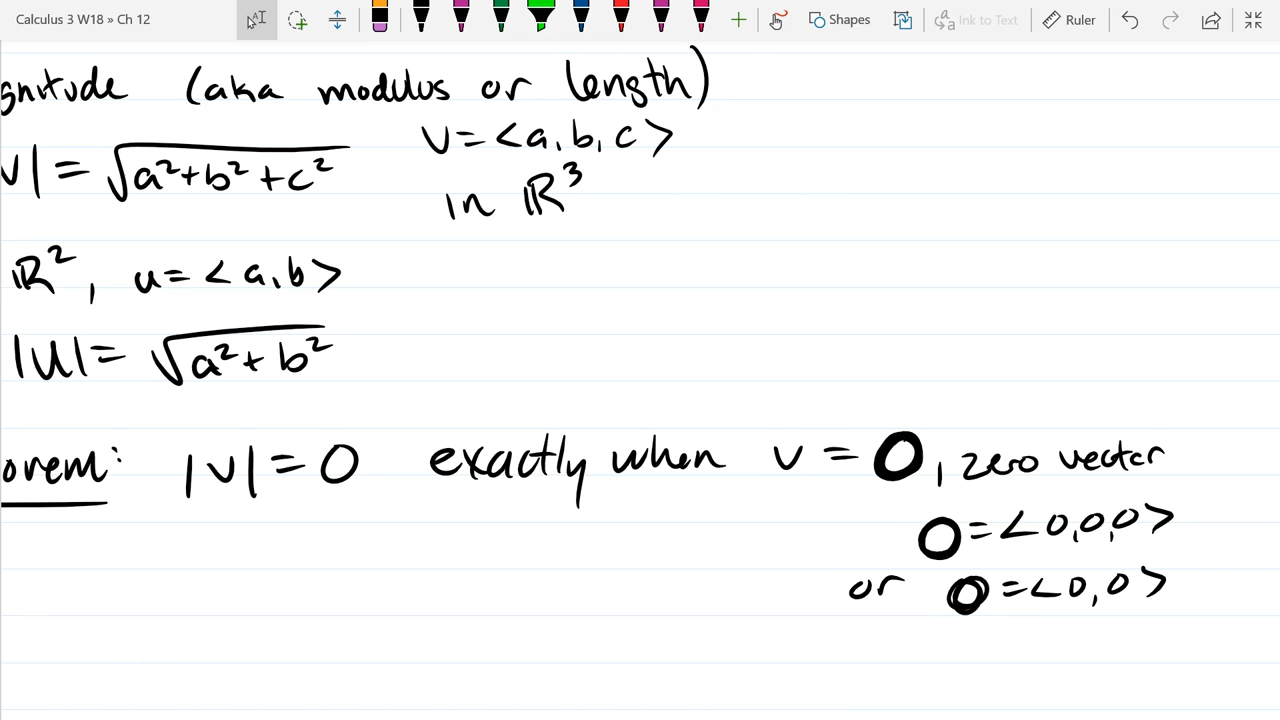 Calculus 3 W18 » Ch 12
Shapes
Ink to Text
Ruler
gnitude (aka modulus or length)
v| = √a²+b²+c² v = <a, b, c>
in ℝ³
ℝ², u = <a, b>
|u| = √a²+b²
orem: |v| = 0 exactly when v = 0, zero vector
0 = <0,0,0>
or 0 = <0,0>